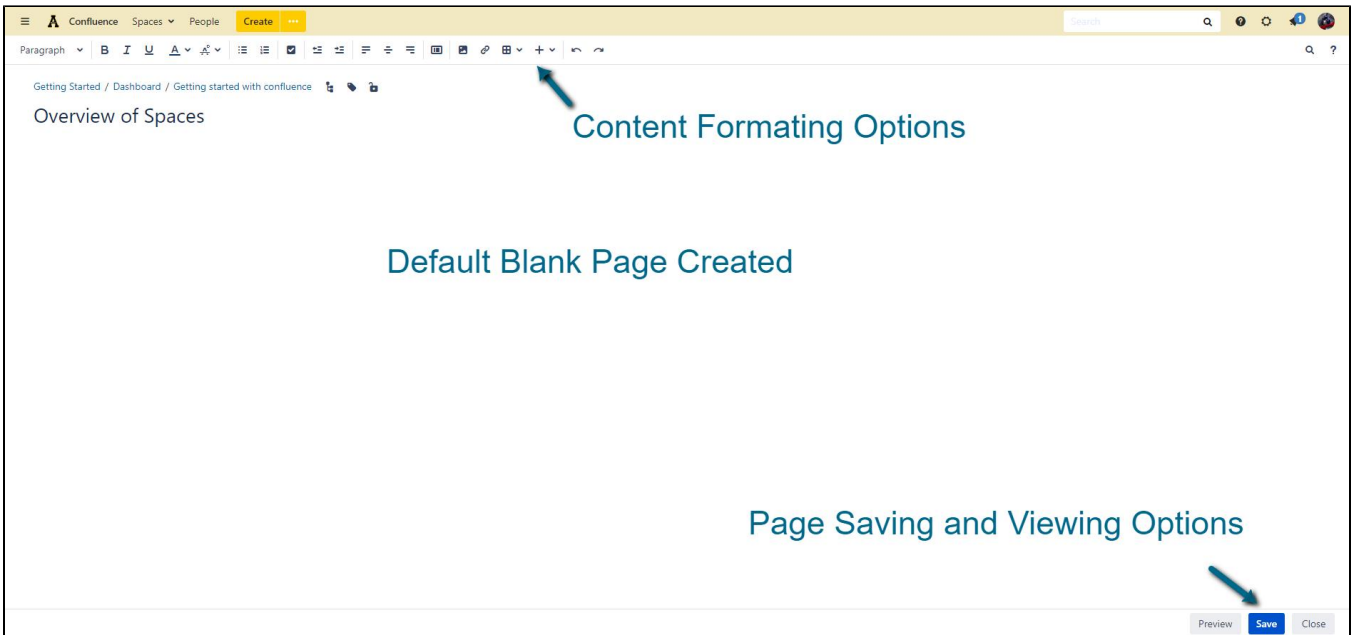 Confluence Spaces People Create ... Search 1
Paragraph B I U A A ?
Getting Started / Dashboard / Getting started with confluence
Overview of Spaces
Content Formating Options
Default Blank Page Created
Page Saving and Viewing Options
Preview Save Close